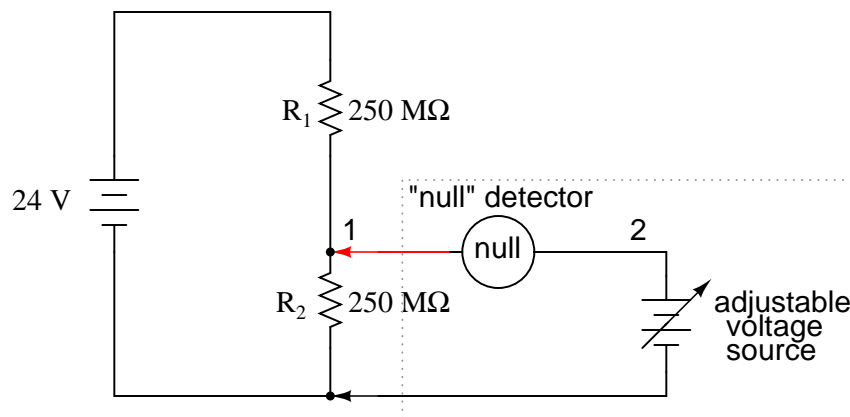 R1 250 MΩ
24 V
"null" detector
1
null
2
R2 250 MΩ
adjustable
voltage
source